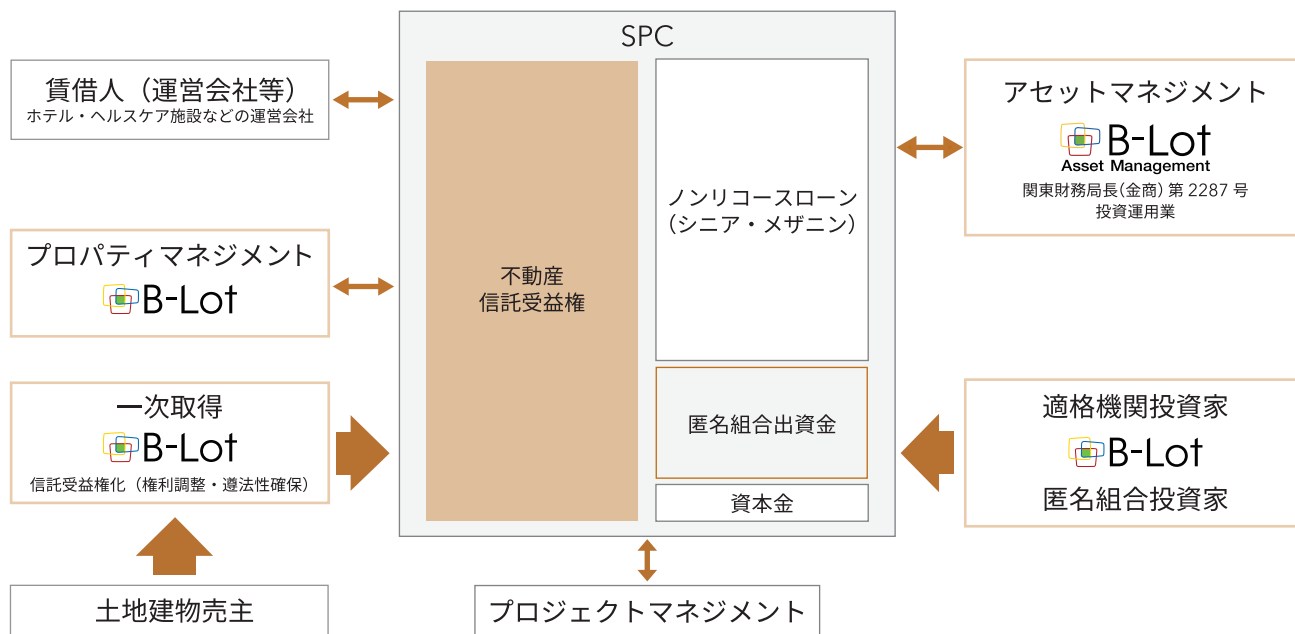 SPC
賃借人（運営会社等）
ホテル・ヘルスケア施設などの運営会社
プロパティマネジメント
B-Lot
一次取得
B-Lot
信託受益権化（権利調整・遵法性確保）
土地建物売主
不動産
信託受益権
ノンリコースローン
（シニア・メザニン）
匿名組合出資金
資本金
プロジェクトマネジメント
アセットマネジメント
B-Lot
Asset Management
関東財務局長（金商）第 2287 号
投資運用業
適格機関投資家
B-Lot
匿名組合投資家